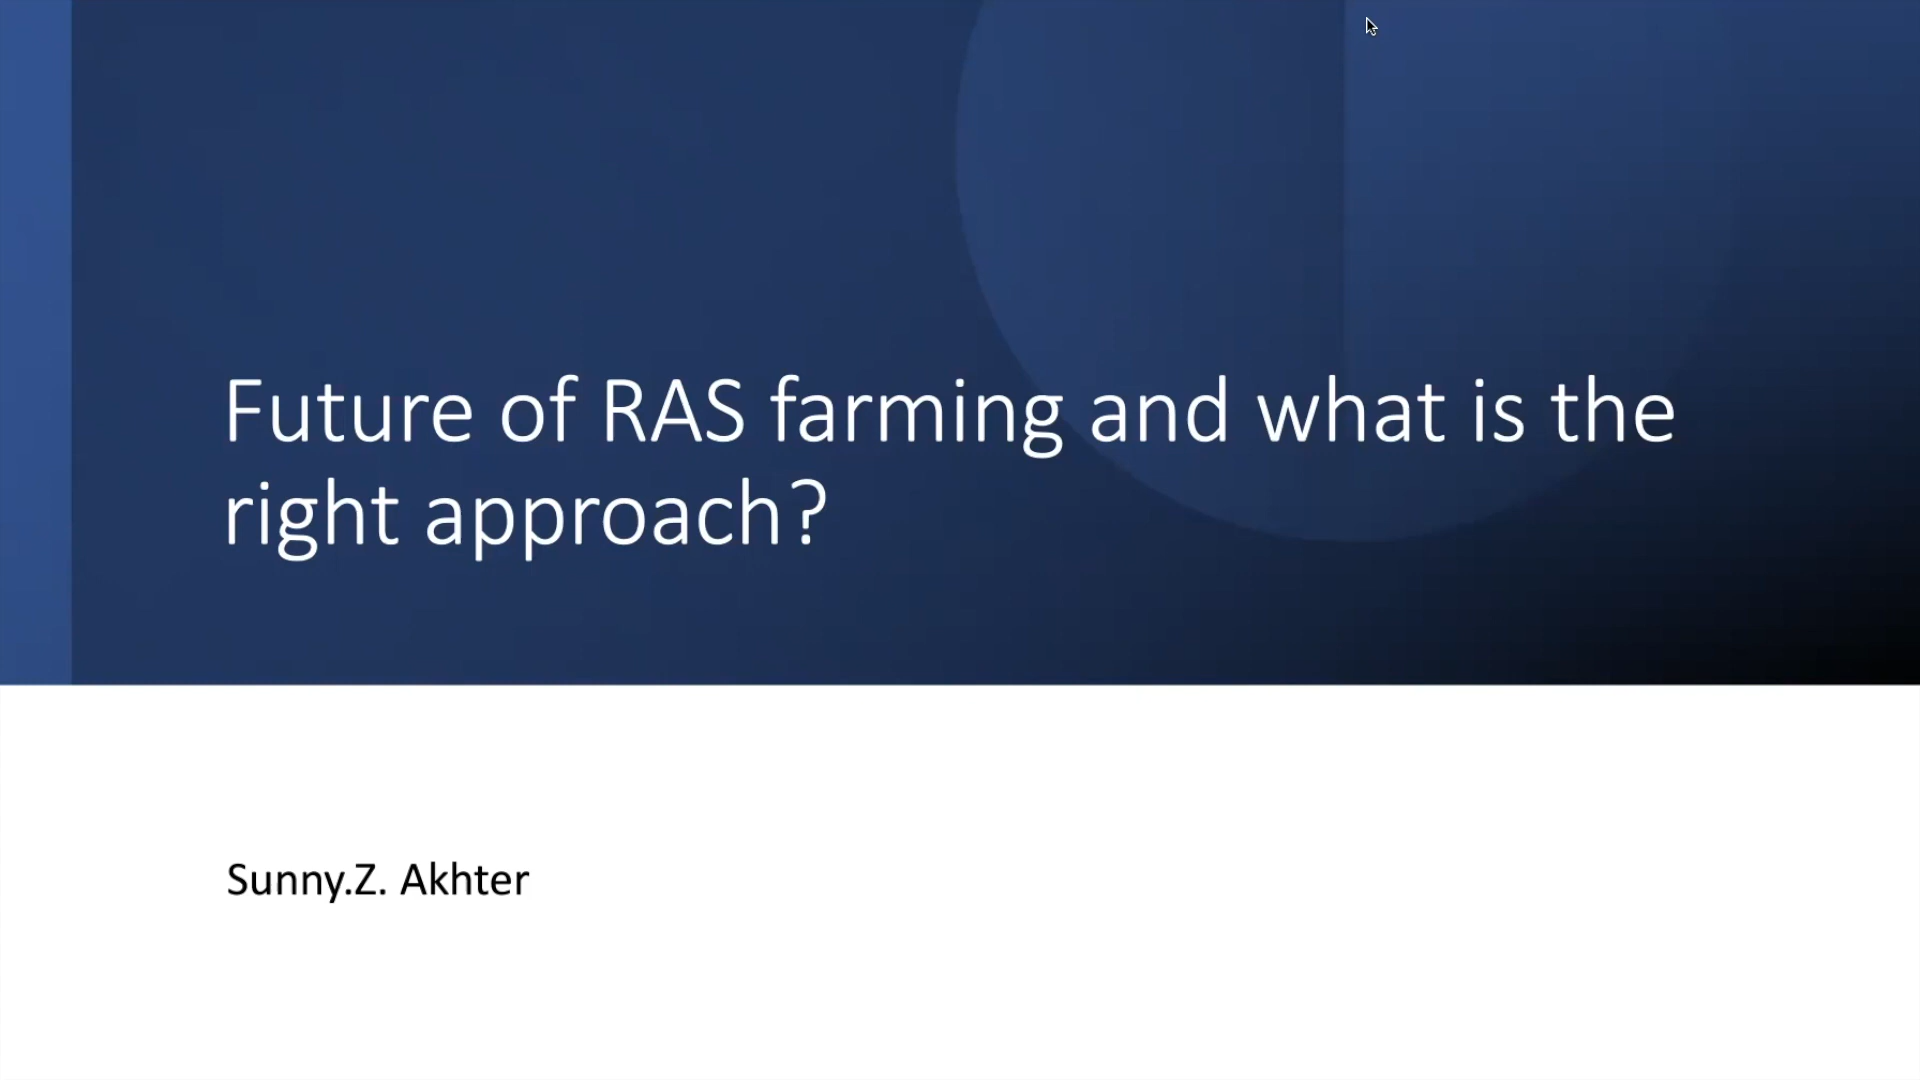 Future of RAS farming and what is the
right approach?
Sunny.Z. Akhter